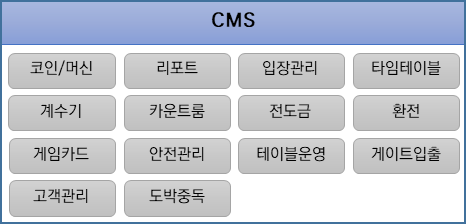 CMS
코인/머신 리포트 입장관리 타임테이블
계수기 카운트룸 전도금 환전
게임카드 안전관리 테이블운영 게이트입출
고객관리 도박중독